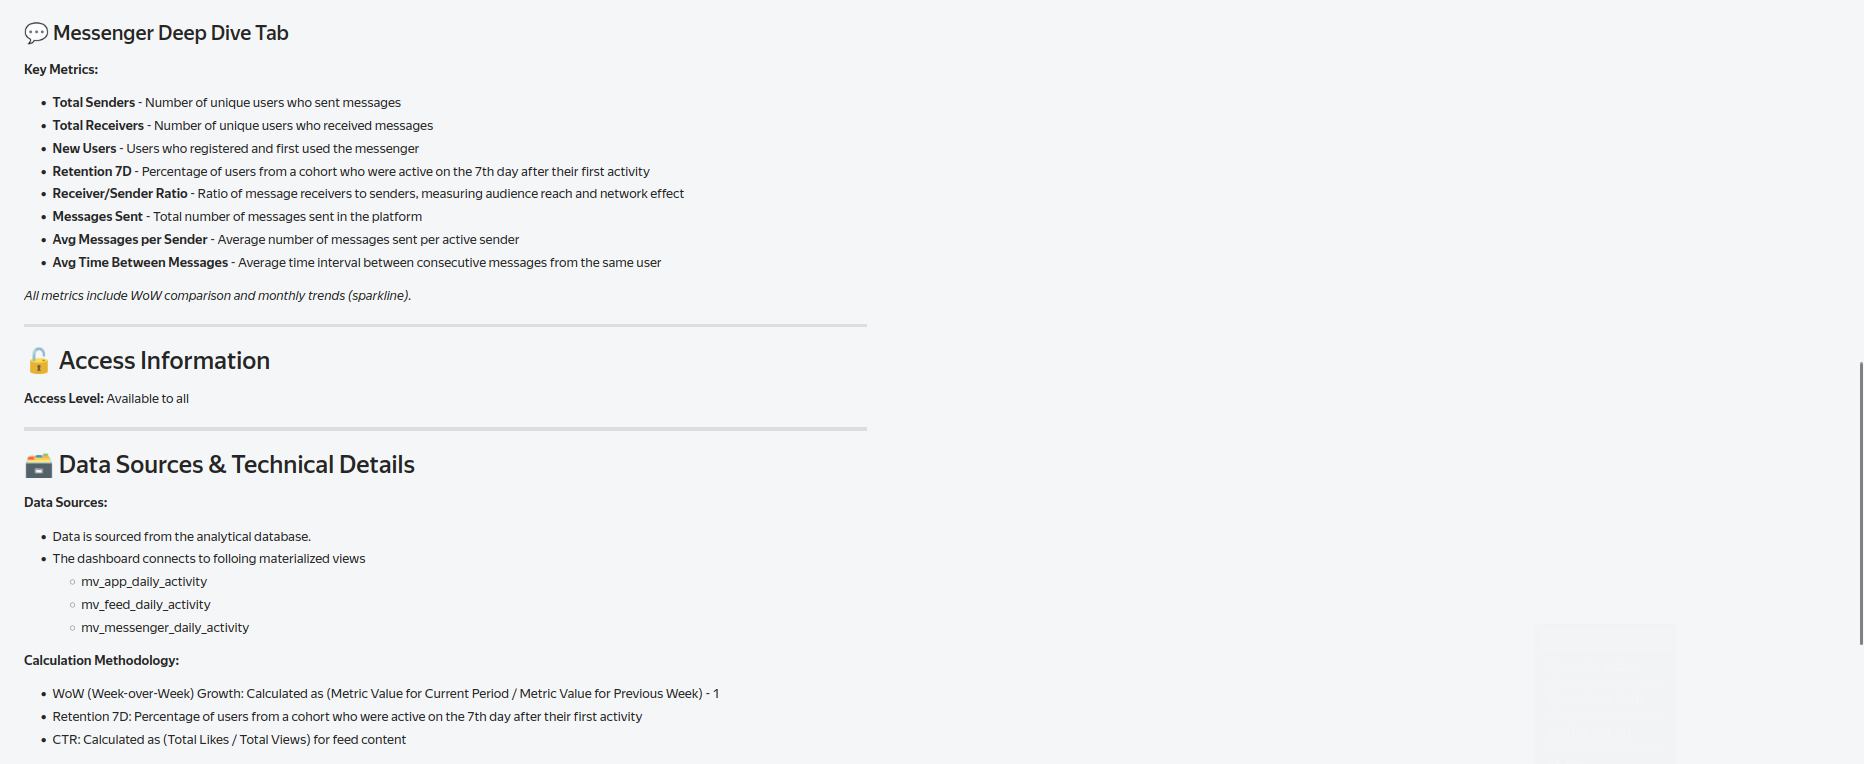 💬 Messenger Deep Dive Tab
Key Metrics:
• Total Senders - Number of unique users who sent messages
• Total Receivers - Number of unique users who received messages
• New Users - Users who registered and first used the messenger
• Retention 7D - Percentage of users from a cohort who were active on the 7th day after their first activity
• Receiver/Sender Ratio - Ratio of message receivers to senders, measuring audience reach and network effect
• Messages Sent - Total number of messages sent in the platform
• Avg Messages per Sender - Average number of messages sent per active sender
• Avg Time Between Messages - Average time interval between consecutive messages from the same user
All metrics include WoW comparison and monthly trends (sparkline).
🔓 Access Information
Access Level: Available to all
🗃️ Data Sources & Technical Details
Data Sources:
• Data is sourced from the analytical database.
• The dashboard connects to folloing materialized views
○ mv_app_daily_activity
○ mv_feed_daily_activity
○ mv_messenger_daily_activity
Calculation Methodology:
• WoW (Week-over-Week) Growth: Calculated as (Metric Value for Current Period / Metric Value for Previous Week) - 1
• Retention 7D: Percentage of users from a cohort who were active on the 7th day after their first activity
• CTR: Calculated as (Total Likes / Total Views) for feed content